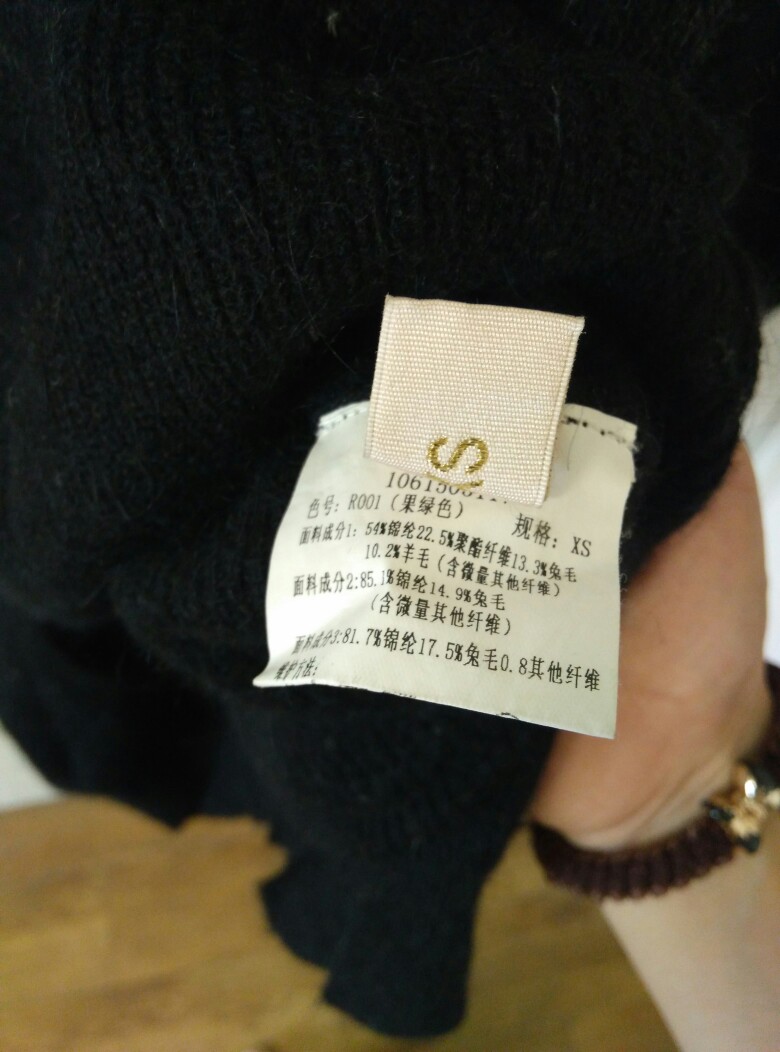 S
色号: R001 (果绿色)
规格: XS
面料成分1: 54%锦纶22.5%聚酯纤维13.3%兔毛
10.2%羊毛 (含微量其他纤维)
面料成分2:85.1%锦纶14.9%兔毛
(含微量其他纤维)
面料成分3:81.7%锦纶17.5%兔毛0.8其他纤维
维护方法: